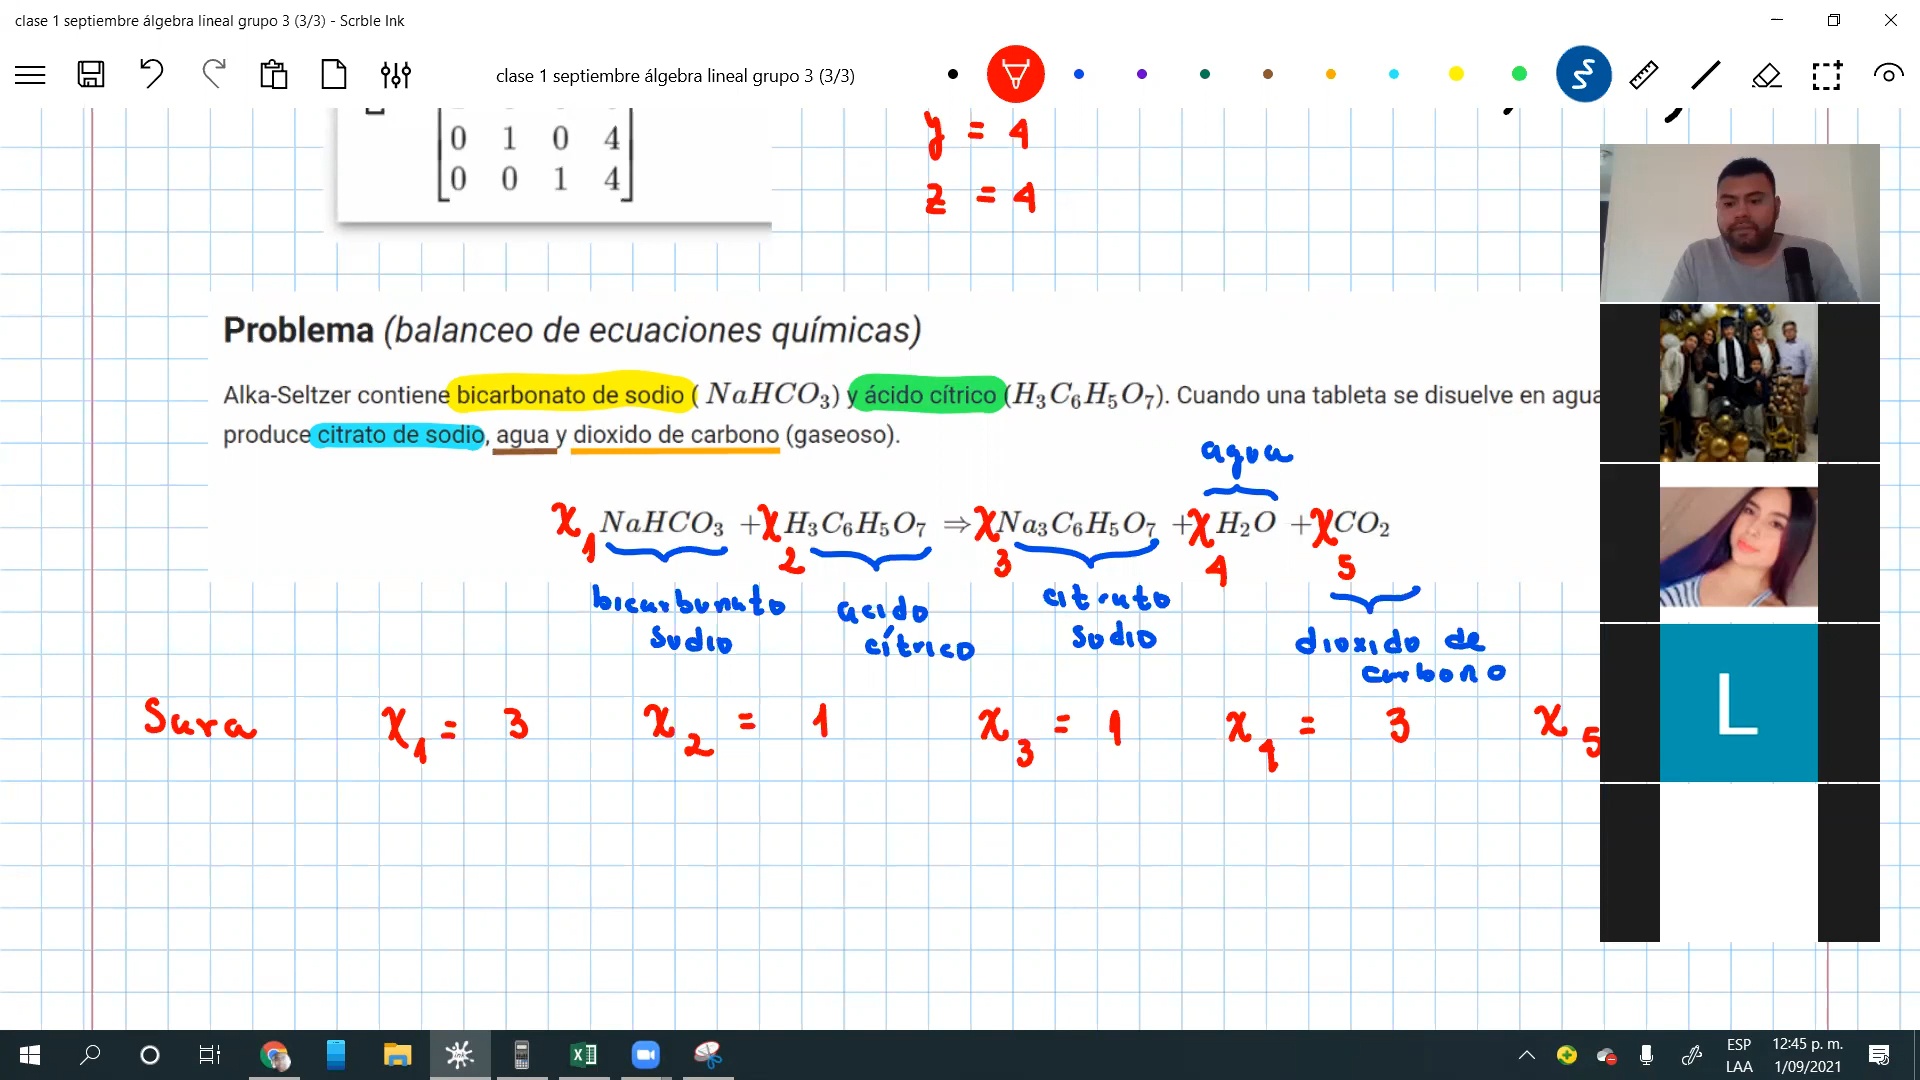 clase 1 septiembre álgebra lineal grupo 3 (3/3) - Scrble Ink
clase 1 septiembre álgebra lineal grupo 3 (3/3)
0 1 0 4
0 0 1 4
y = 4
z = 4
Problema (balanceo de ecuaciones químicas)
Alka-Seltzer contiene bicarbonato de sodio ( NaHCO₃) y ácido cítrico (H₃C₆H₅O₇). Cuando una tableta se disuelve en agua
produce citrato de sodio, agua y dioxido de carbono (gaseoso).
agua
x₁ NaHCO₃ + x₂ H₃C₆H₅O₇ ⇒ x₃ Na₃C₆H₅O₇ + x₄ H₂O + x₅ CO₂
bicarbonato sodio
acido cítrico
citrato sodio
dioxido de carbono
Sara x₁ = 3 x₂ = 1 x₃ = 1 x₄ = 3 x₅
L
ESP
LAA
12:45 p. m.
1/09/2021